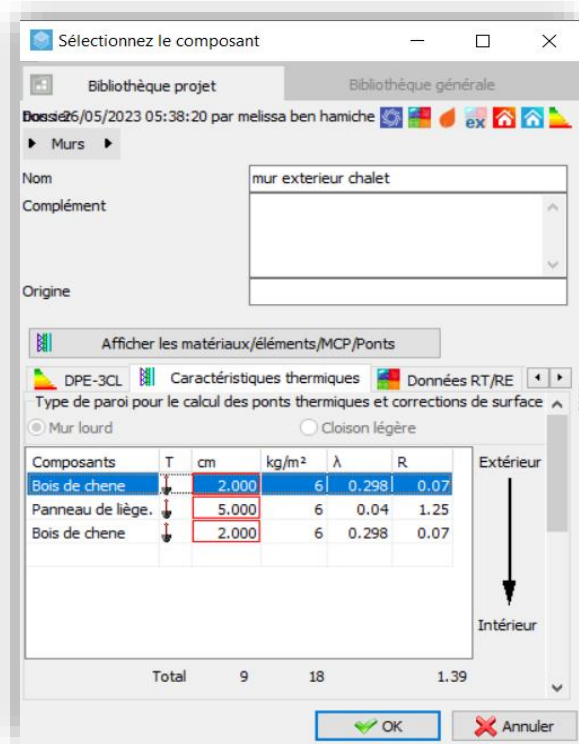 Sélectionnez le composant
Bibliothèque projet Bibliothèque générale
26/05/2023 05:38:20 par melissa ben hamiche
Murs
Nom mur exterieur chalet
Complément
Origine
Afficher les matériaux/éléments/MCP/Ponts
DPE-3CL Caractéristiques thermiques Données RT/RE
Type de paroi pour le calcul des ponts thermiques et corrections de surface
Mur lourd Cloison légère
Composants T cm kg/m² λ R Extérieur
Bois de chene 2.000 6 0.298 0.07
Panneau de liège. 5.000 6 0.04 1.25
Bois de chene 2.000 6 0.298 0.07
Intérieur
Total 9 18 1.39
OK Annuler